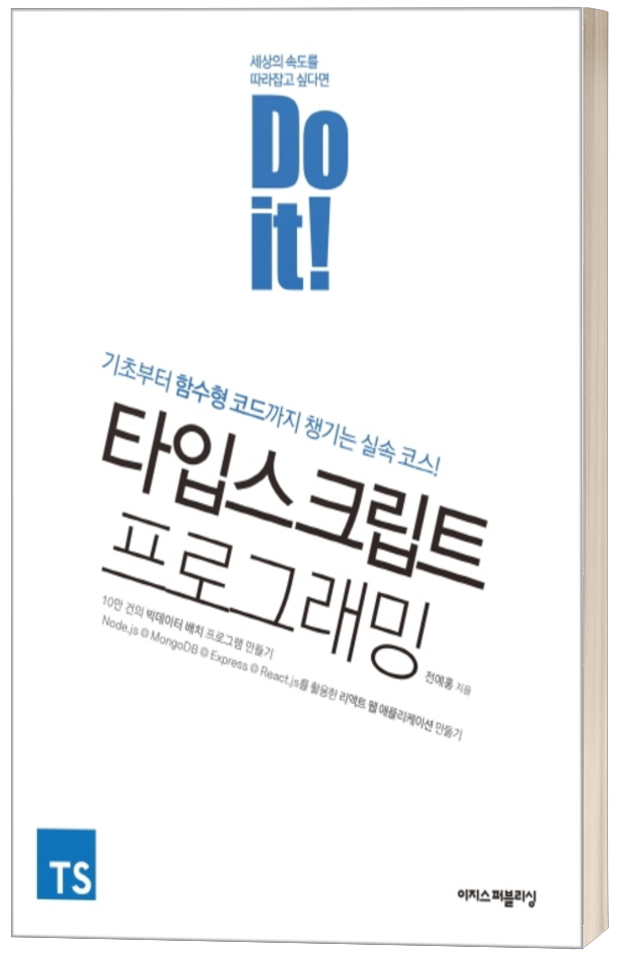 세상의 속도를
따라잡고 싶다면
Do
it!
기초부터 함수형 코드까지 챙기는 실속 코스!
타입스크립트
프로그래밍
전예홍 지음
10만 건의 빅데이터 배치 프로그램 만들기
Node.js ◎ MongoDB ◎ Express ◎ React.js를 활용한 리액트 웹 애플리케이션 만들기
TS
이지스퍼블리싱